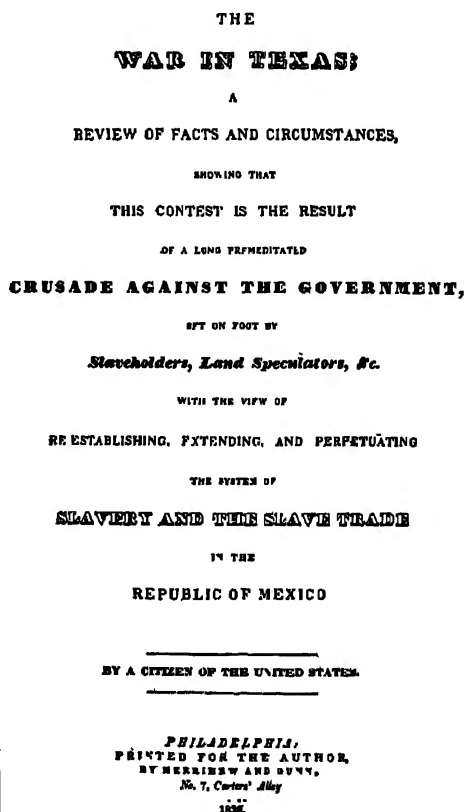 THE
WAR IN TEXAS;
A
REVIEW OF FACTS AND CIRCUMSTANCES,
SHOWING THAT
THIS CONTEST IS THE RESULT
OF A LONG PREMEDITATED
CRUSADE AGAINST THE GOVERNMENT,
SET ON FOOT BY
Slaveholders, Land Speculators, &c.
WITH THE VIEW OF
RE ESTABLISHING, EXTENDING, AND PERPETUATING
THE SYSTEM OF
SLAVERY AND THE SLAVE TRADE
IN THE
REPUBLIC OF MEXICO
BY A CITIZEN OF THE UNITED STATES.
PHILADELPHIA:
PRINTED FOR THE AUTHOR,
BY MERRIHEW AND GUNN,
No. 7, Carters' Alley